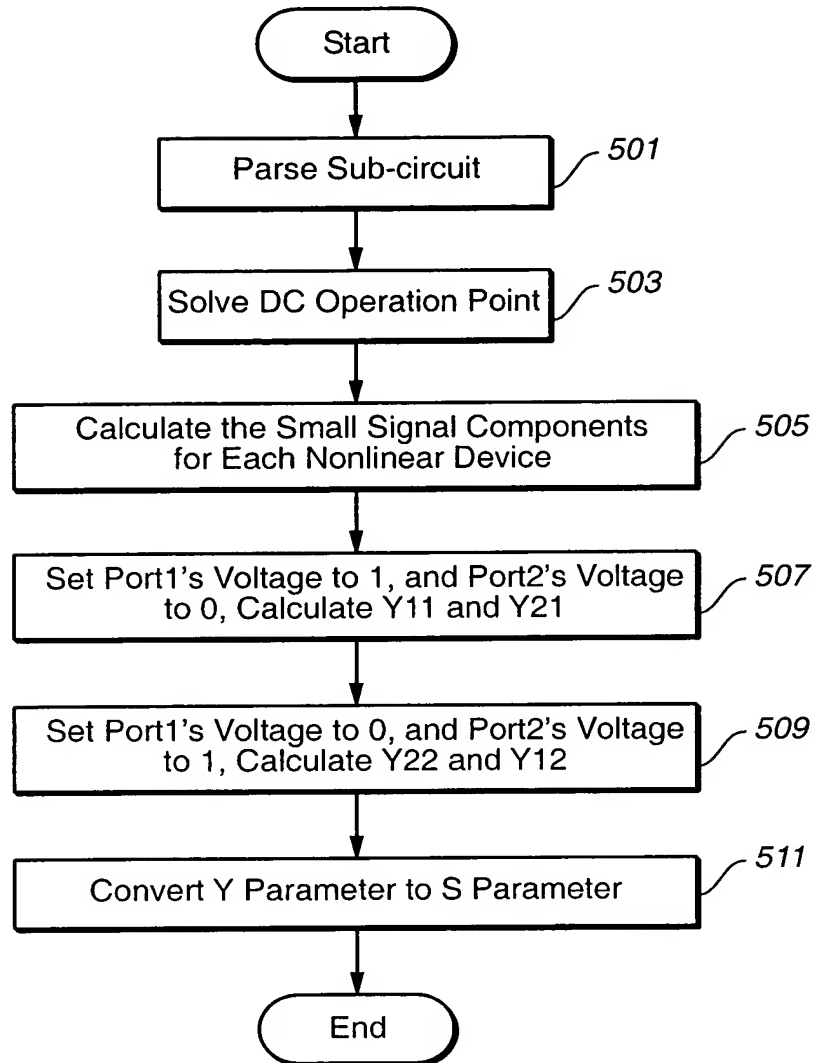 Start
Parse Sub-circuit
501
Solve DC Operation Point
503
Calculate the Small Signal Components
for Each Nonlinear Device
505
Set Port1's Voltage to 1, and Port2's Voltage
to 0, Calculate Y11 and Y21
507
Set Port1's Voltage to 0, and Port2's Voltage
to 1, Calculate Y22 and Y12
509
Convert Y Parameter to S Parameter
511
End